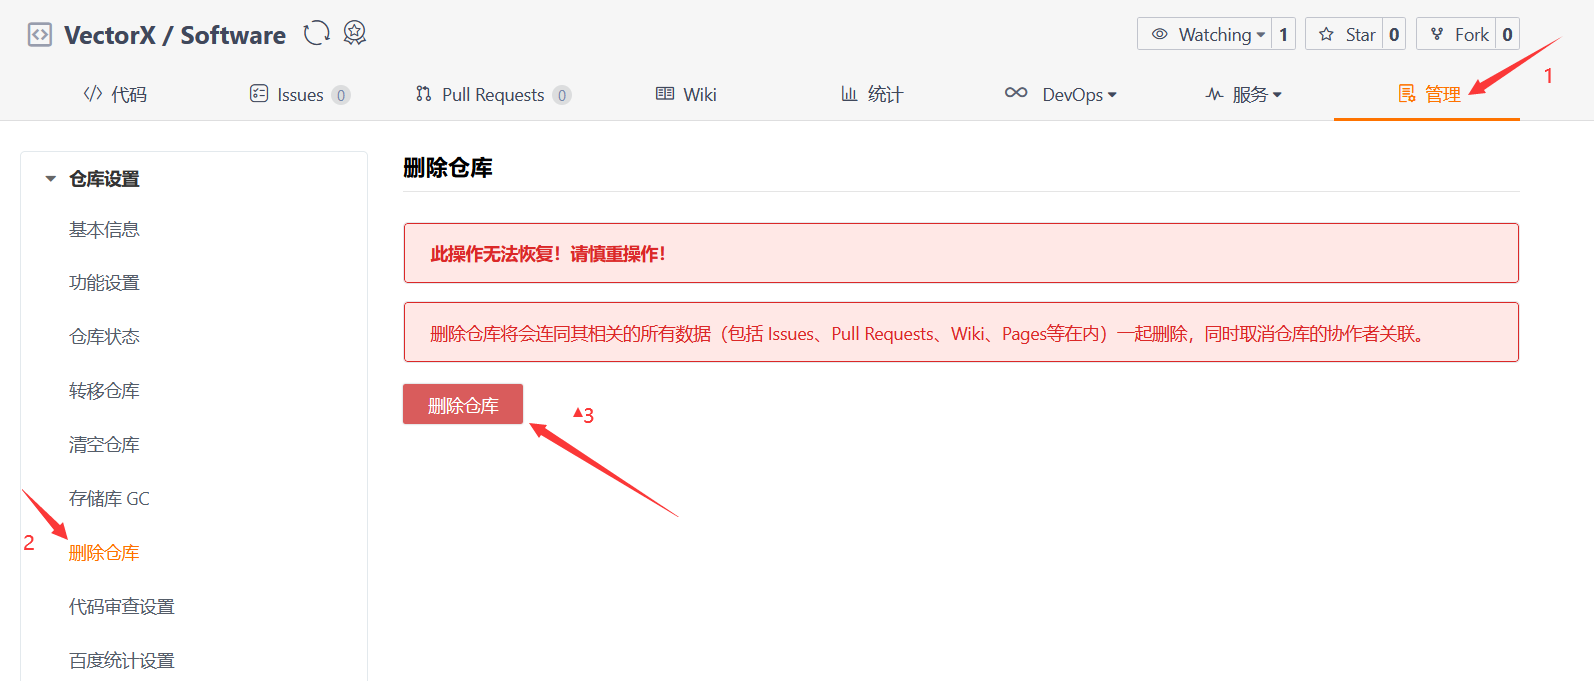 VectorX / Software
Watching 1 Star 0 Fork 0
代码 Issues 0 Pull Requests 0 Wiki 统计 DevOps 服务 管理 1
仓库设置
基本信息
功能设置
仓库状态
转移仓库
清空仓库
存储库 GC
2 删除仓库
代码审查设置
百度统计设置
删除仓库
此操作无法恢复！请慎重操作！
删除仓库将会连同其相关的所有数据（包括 Issues、Pull Requests、Wiki、Pages等在内）一起删除，同时取消仓库的协作者关联。
删除仓库 ▲3